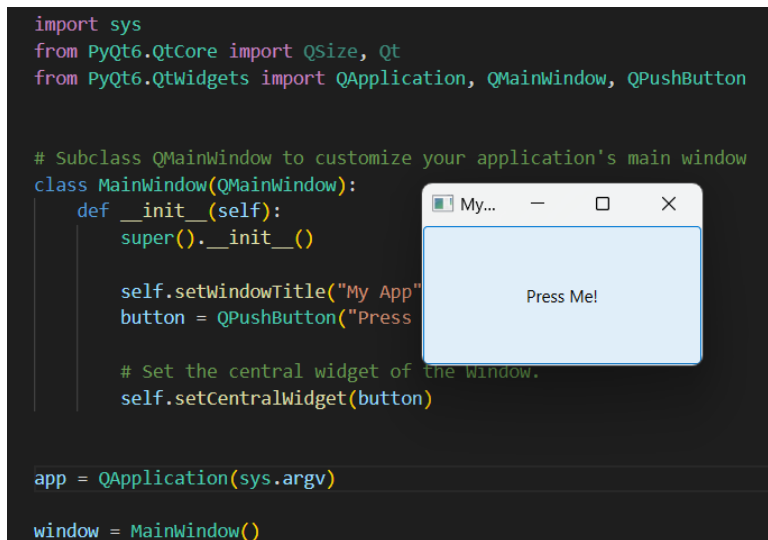 import sys
from PyQt6.QtCore import QSize, Qt
from PyQt6.QtWidgets import QApplication, QMainWindow, QPushButton
# Subclass QMainWindow to customize your application's main window
class MainWindow(QMainWindow):
def __init__(self):
super().__init__()
self.setWindowTitle("My App"
button = QPushButton("Press
# Set the central widget of the Window.
self.setCentralWidget(button)
app = QApplication(sys.argv)
window = MainWindow()
My...
Press Me!